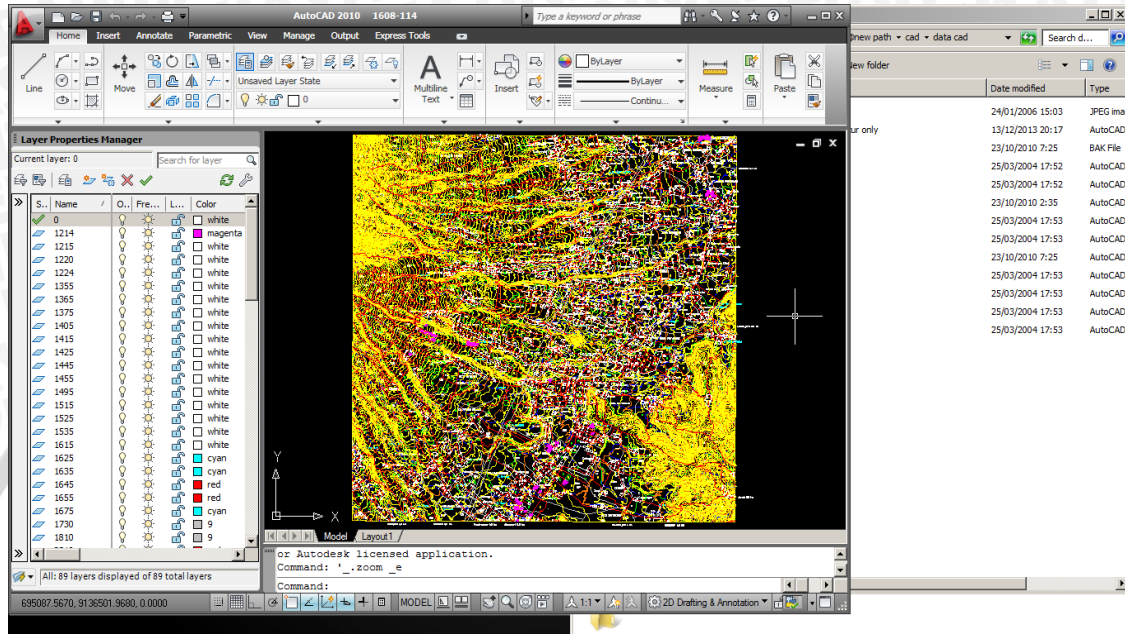 AutoCAD 2010 1608-114
Type a keyword or phrase
Home Insert Annotate Parametric View Manage Output Express Tools
Line
Move
Unsaved Layer State
0
Multiline
Text
Insert
ByLayer
ByLayer
Continu...
Measure
Paste
Layer Properties Manager
Current layer: 0
Search for layer
S.. Name O.. Fre... L... Color
0 white
1214 magenta
1215 white
1220 white
1224 white
1355 white
1365 white
1375 white
1405 white
1415 white
1425 white
1445 white
1455 white
1495 white
1515 white
1525 white
1535 white
1615 white
1625 cyan
1635 cyan
1645 red
1655 red
1675 cyan
1730 9
1810 9
All: 89 layers displayed of 89 total layers
Y
X
Model Layout1
or Autodesk licensed application.
Command: '_.zoom _e
Command:
695087.5670, 9136501.9680, 0.0000
MODEL
1:1
2D Drafting & Annotation
new path cad data cad
Search d...
New folder
Date modified Type
24/01/2006 15:03 JPEG ima
ur only 13/12/2013 20:17 AutoCAD
23/10/2010 7:25 BAK File
25/03/2004 17:52 AutoCAD
25/03/2004 17:52 AutoCAD
23/10/2010 2:35 AutoCAD
25/03/2004 17:53 AutoCAD
25/03/2004 17:53 AutoCAD
23/10/2010 7:25 AutoCAD
25/03/2004 17:53 AutoCAD
25/03/2004 17:53 AutoCAD
25/03/2004 17:53 AutoCAD
25/03/2004 17:53 AutoCAD